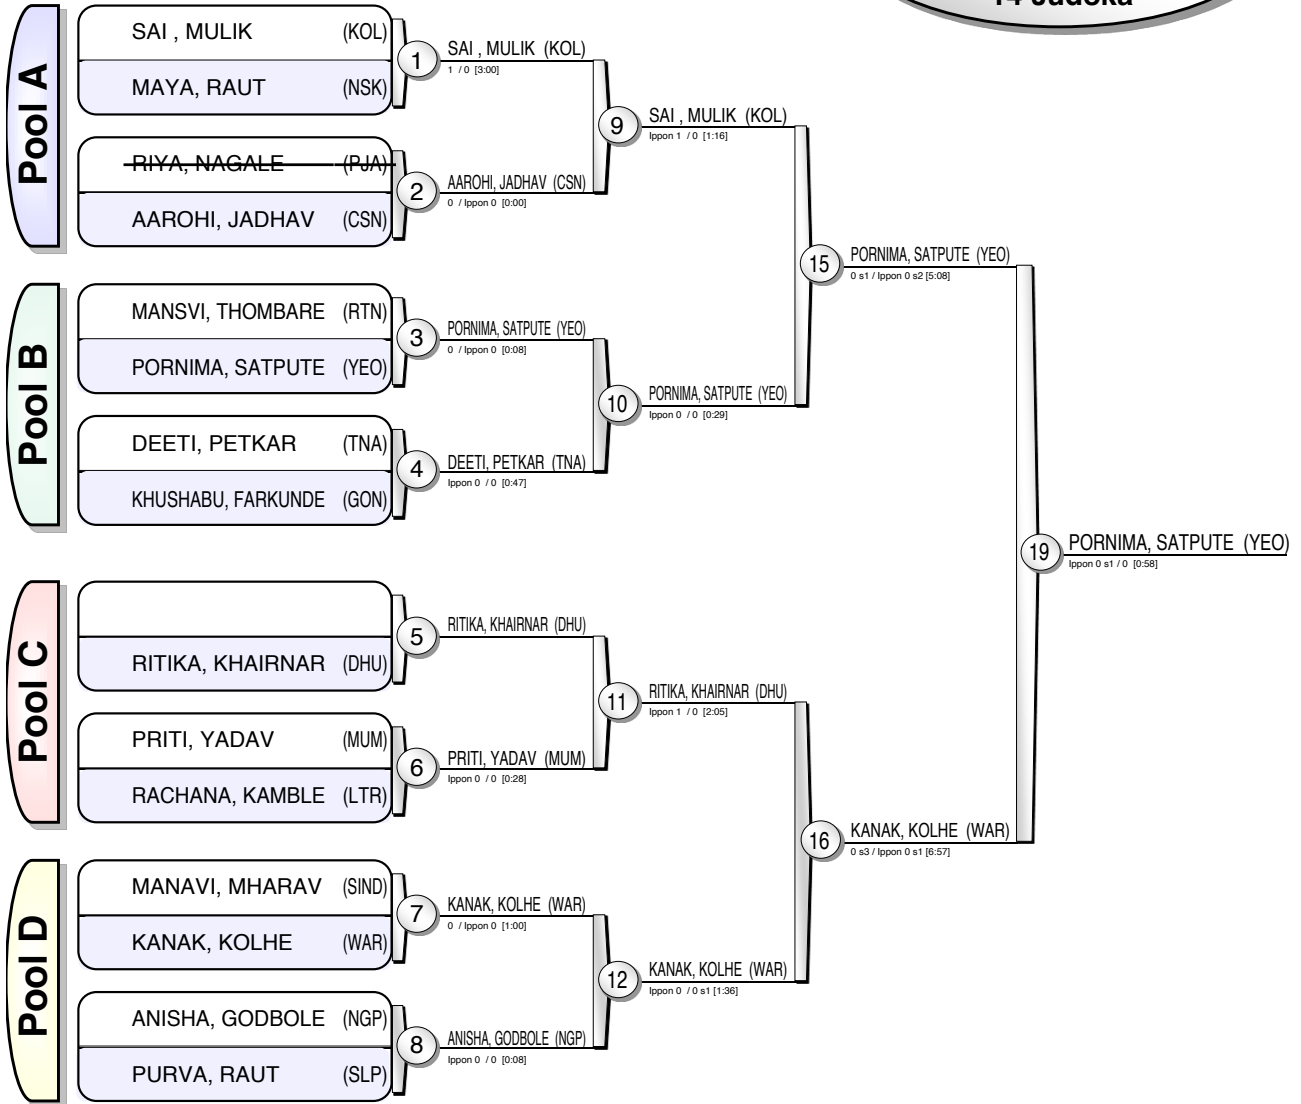 14 Judoka
Pool A
SAI , MULIK (KOL)
MAYA, RAUT (NSK)
RIYA, NAGALE (PJA)
AAROHI, JADHAV (CSN)
1
SAI , MULIK (KOL)
1 / 0 [3:00]
2
AAROHI, JADHAV (CSN)
0 / Ippon 0 [0:00]
9
SAI , MULIK (KOL)
Ippon 1 / 0 [1:16]
Pool B
MANSVI, THOMBARE (RTN)
PORNIMA, SATPUTE (YEO)
DEETI, PETKAR (TNA)
KHUSHABU, FARKUNDE (GON)
3
PORNIMA, SATPUTE (YEO)
0 / Ippon 0 [0:08]
4
DEETI, PETKAR (TNA)
Ippon 0 / 0 [0:47]
10
PORNIMA, SATPUTE (YEO)
Ippon 0 / 0 [0:29]
15
PORNIMA, SATPUTE (YEO)
0 s1 / Ippon 0 s2 [5:08]
Pool C
RITIKA, KHAIRNAR (DHU)
PRITI, YADAV (MUM)
RACHANA, KAMBLE (LTR)
5
RITIKA, KHAIRNAR (DHU)
6
PRITI, YADAV (MUM)
Ippon 0 / 0 [0:28]
11
RITIKA, KHAIRNAR (DHU)
Ippon 1 / 0 [2:05]
Pool D
MANAVI, MHARAV (SIND)
KANAK, KOLHE (WAR)
ANISHA, GODBOLE (NGP)
PURVA, RAUT (SLP)
7
KANAK, KOLHE (WAR)
0 / Ippon 0 [1:00]
8
ANISHA, GODBOLE (NGP)
Ippon 0 / 0 [0:08]
12
KANAK, KOLHE (WAR)
Ippon 0 / 0 s1 [1:36]
16
KANAK, KOLHE (WAR)
0 s3 / Ippon 0 s1 [6:57]
19
PORNIMA, SATPUTE (YEO)
Ippon 0 s1 / 0 [0:58]